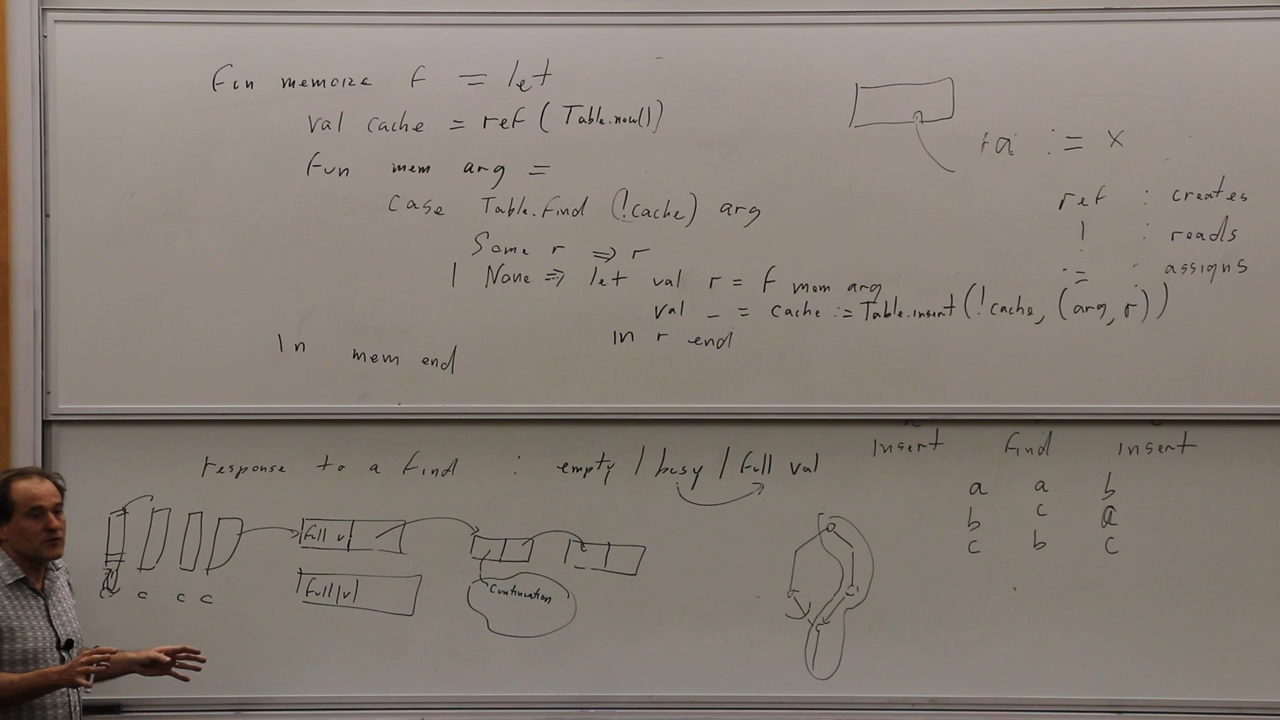 Fun memoize f = let
val cache = ref ( Table.new())
Fun mem arg =
case Table.find (!cache) arg
Some r => r
| None => let val r = f mem arg
val _ = cache := Table.insert (!cache, (arg, r))
in r end
In mem end
ra := x
ref : creates
! : reads
:= : assigns
response to a find : empty / busy / full val
Full v
Full v
Continuation
c c c
Insert Find Insert
a a b
b c a
c b c